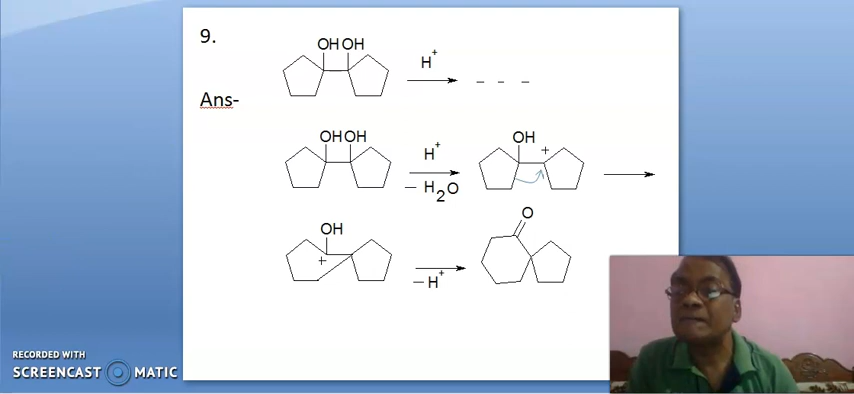 9.
OH OH
H+
- - -
Ans-
OH OH
H+
- H2O
OH
+
OH
+
- H+
O
RECORDED WITH
SCREENCAST MATIC